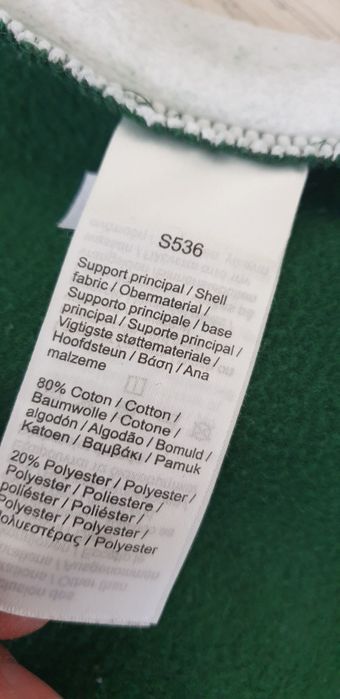 S536
Support principal / Shell
fabric / Obermaterial /
Supporto principale / base
principal / Suporte principal /
Vigtigste støttemateriale /
Hoofdsteun / Βάση / Ana
malzeme
80% Coton / Cotton /
Baumwolle / Cotone /
algodón / Algodão / Bomuld /
Katoen / Βαμβάκι / Pamuk
20% Polyester / Polyester /
Polyester / Poliestere /
poliéster / Poliéster /
Polyester / Polyester /
Πολυεστέρας / Polyester